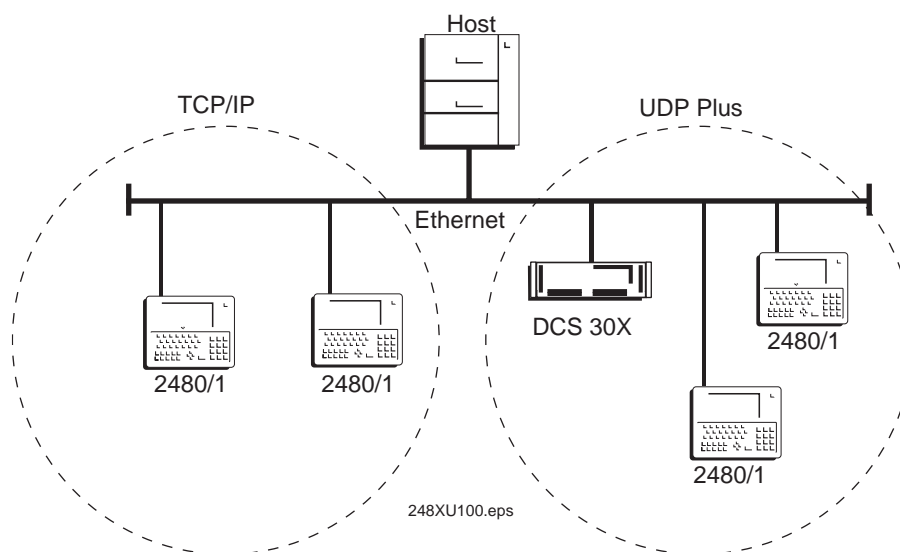 Host
TCP/IP
UDP Plus
Ethernet
DCS 30X
2480/1
2480/1
2480/1
2480/1
248XU100.eps